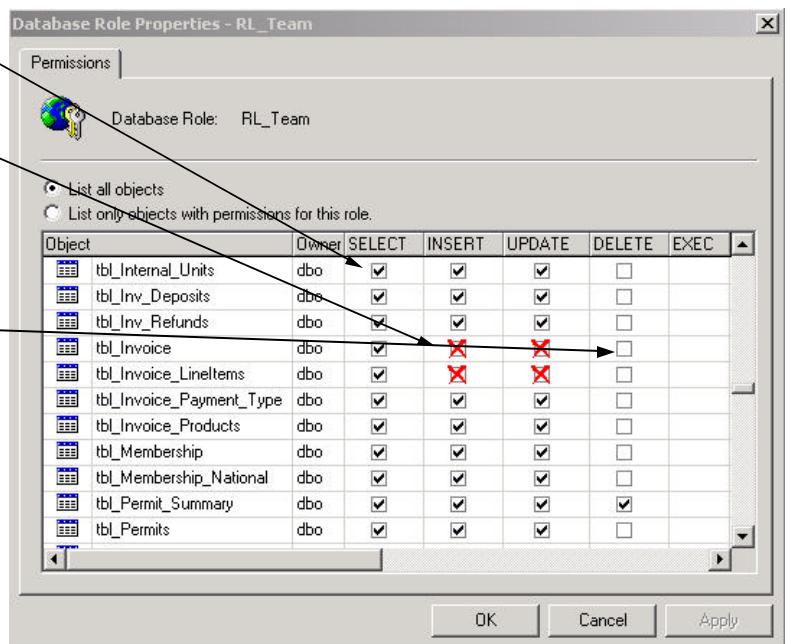 Database Role Properties - RL_Team
Permissions
Database Role: RL_Team
List all objects
List only objects with permissions for this role.
Object Owner SELECT INSERT UPDATE DELETE EXEC
tbl_Internal_Units dbo
tbl_Inv_Deposits dbo
tbl_Inv_Refunds dbo
tbl_Invoice dbo
tbl_Invoice_LineItems dbo
tbl_Invoice_Payment_Type dbo
tbl_Invoice_Products dbo
tbl_Membership dbo
tbl_Membership_National dbo
tbl_Permit_Summary dbo
tbl_Permits dbo
OK Cancel Apply